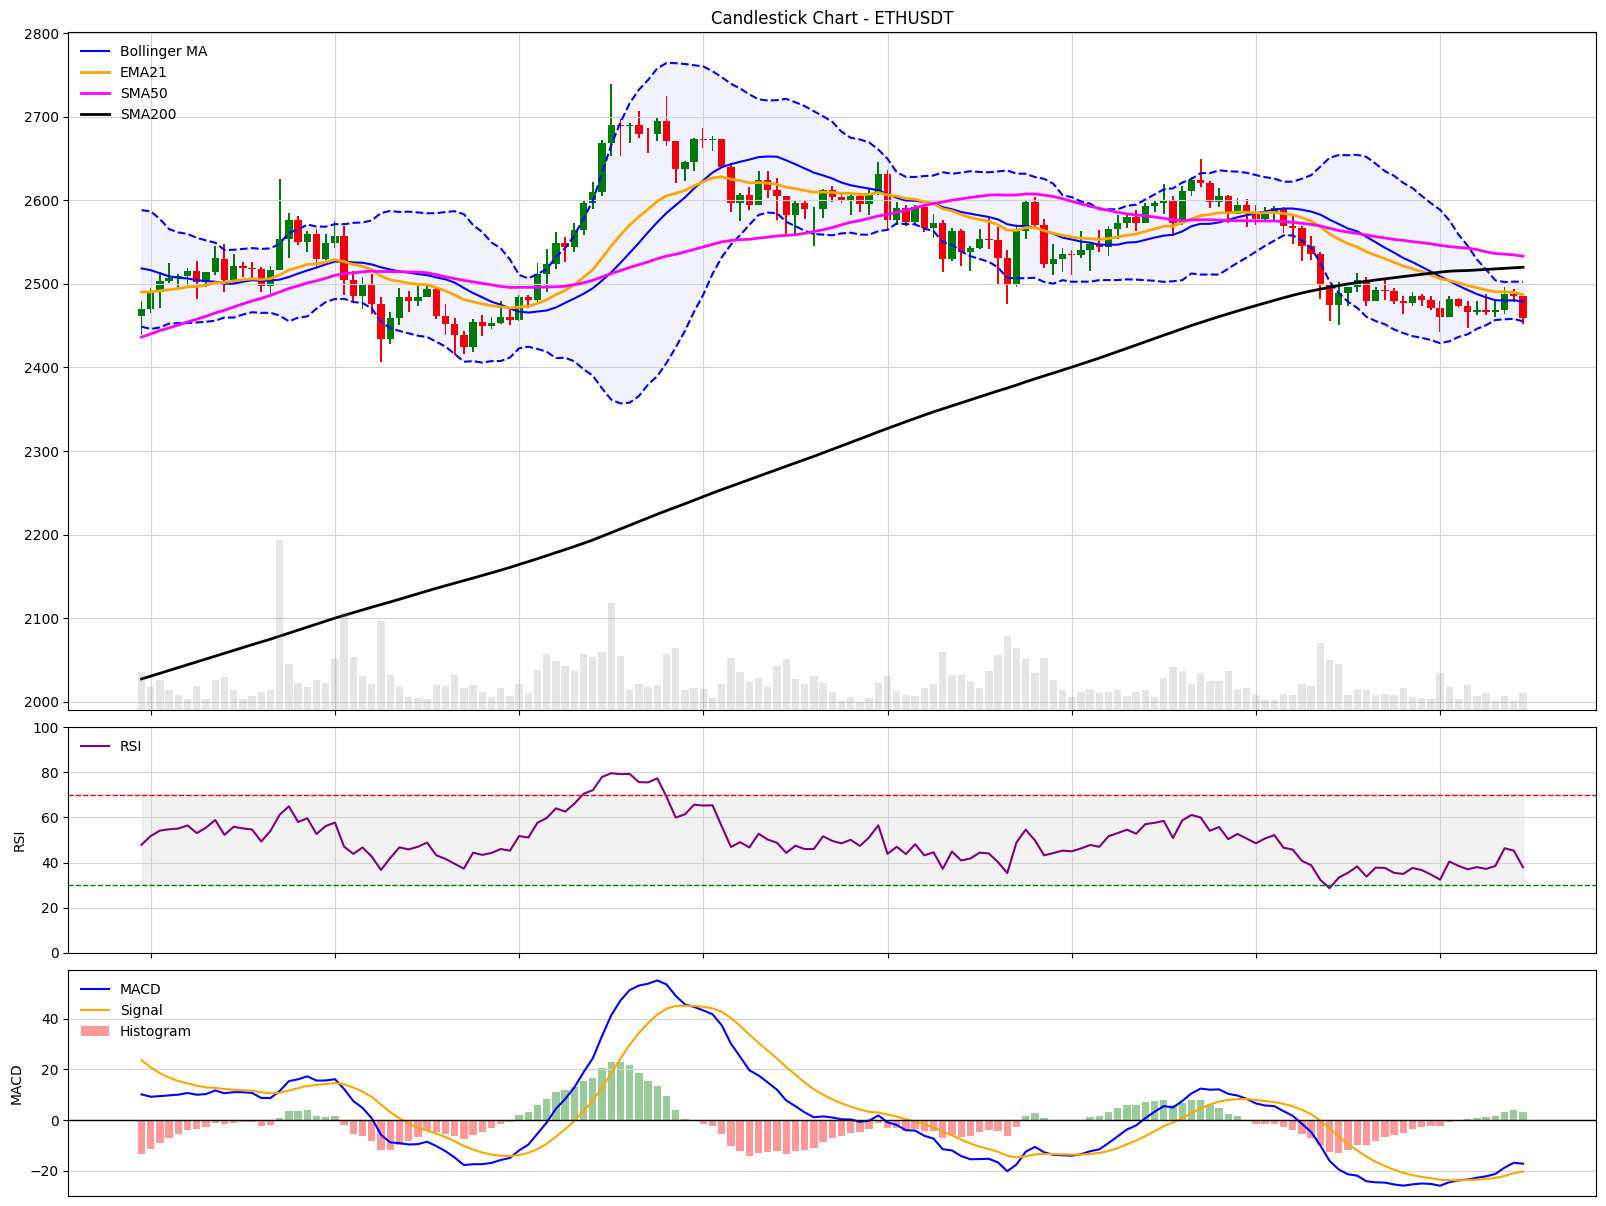 Candlestick Chart - ETHUSDT
2800
2700
2600
2500
2400
2300
2200
2100
2000
Bollinger MA
EMA21
SMA50
SMA200
100
80
60
40
20
0
RSI
RSI
40
20
0
−20
MACD
MACD
Signal
Histogram